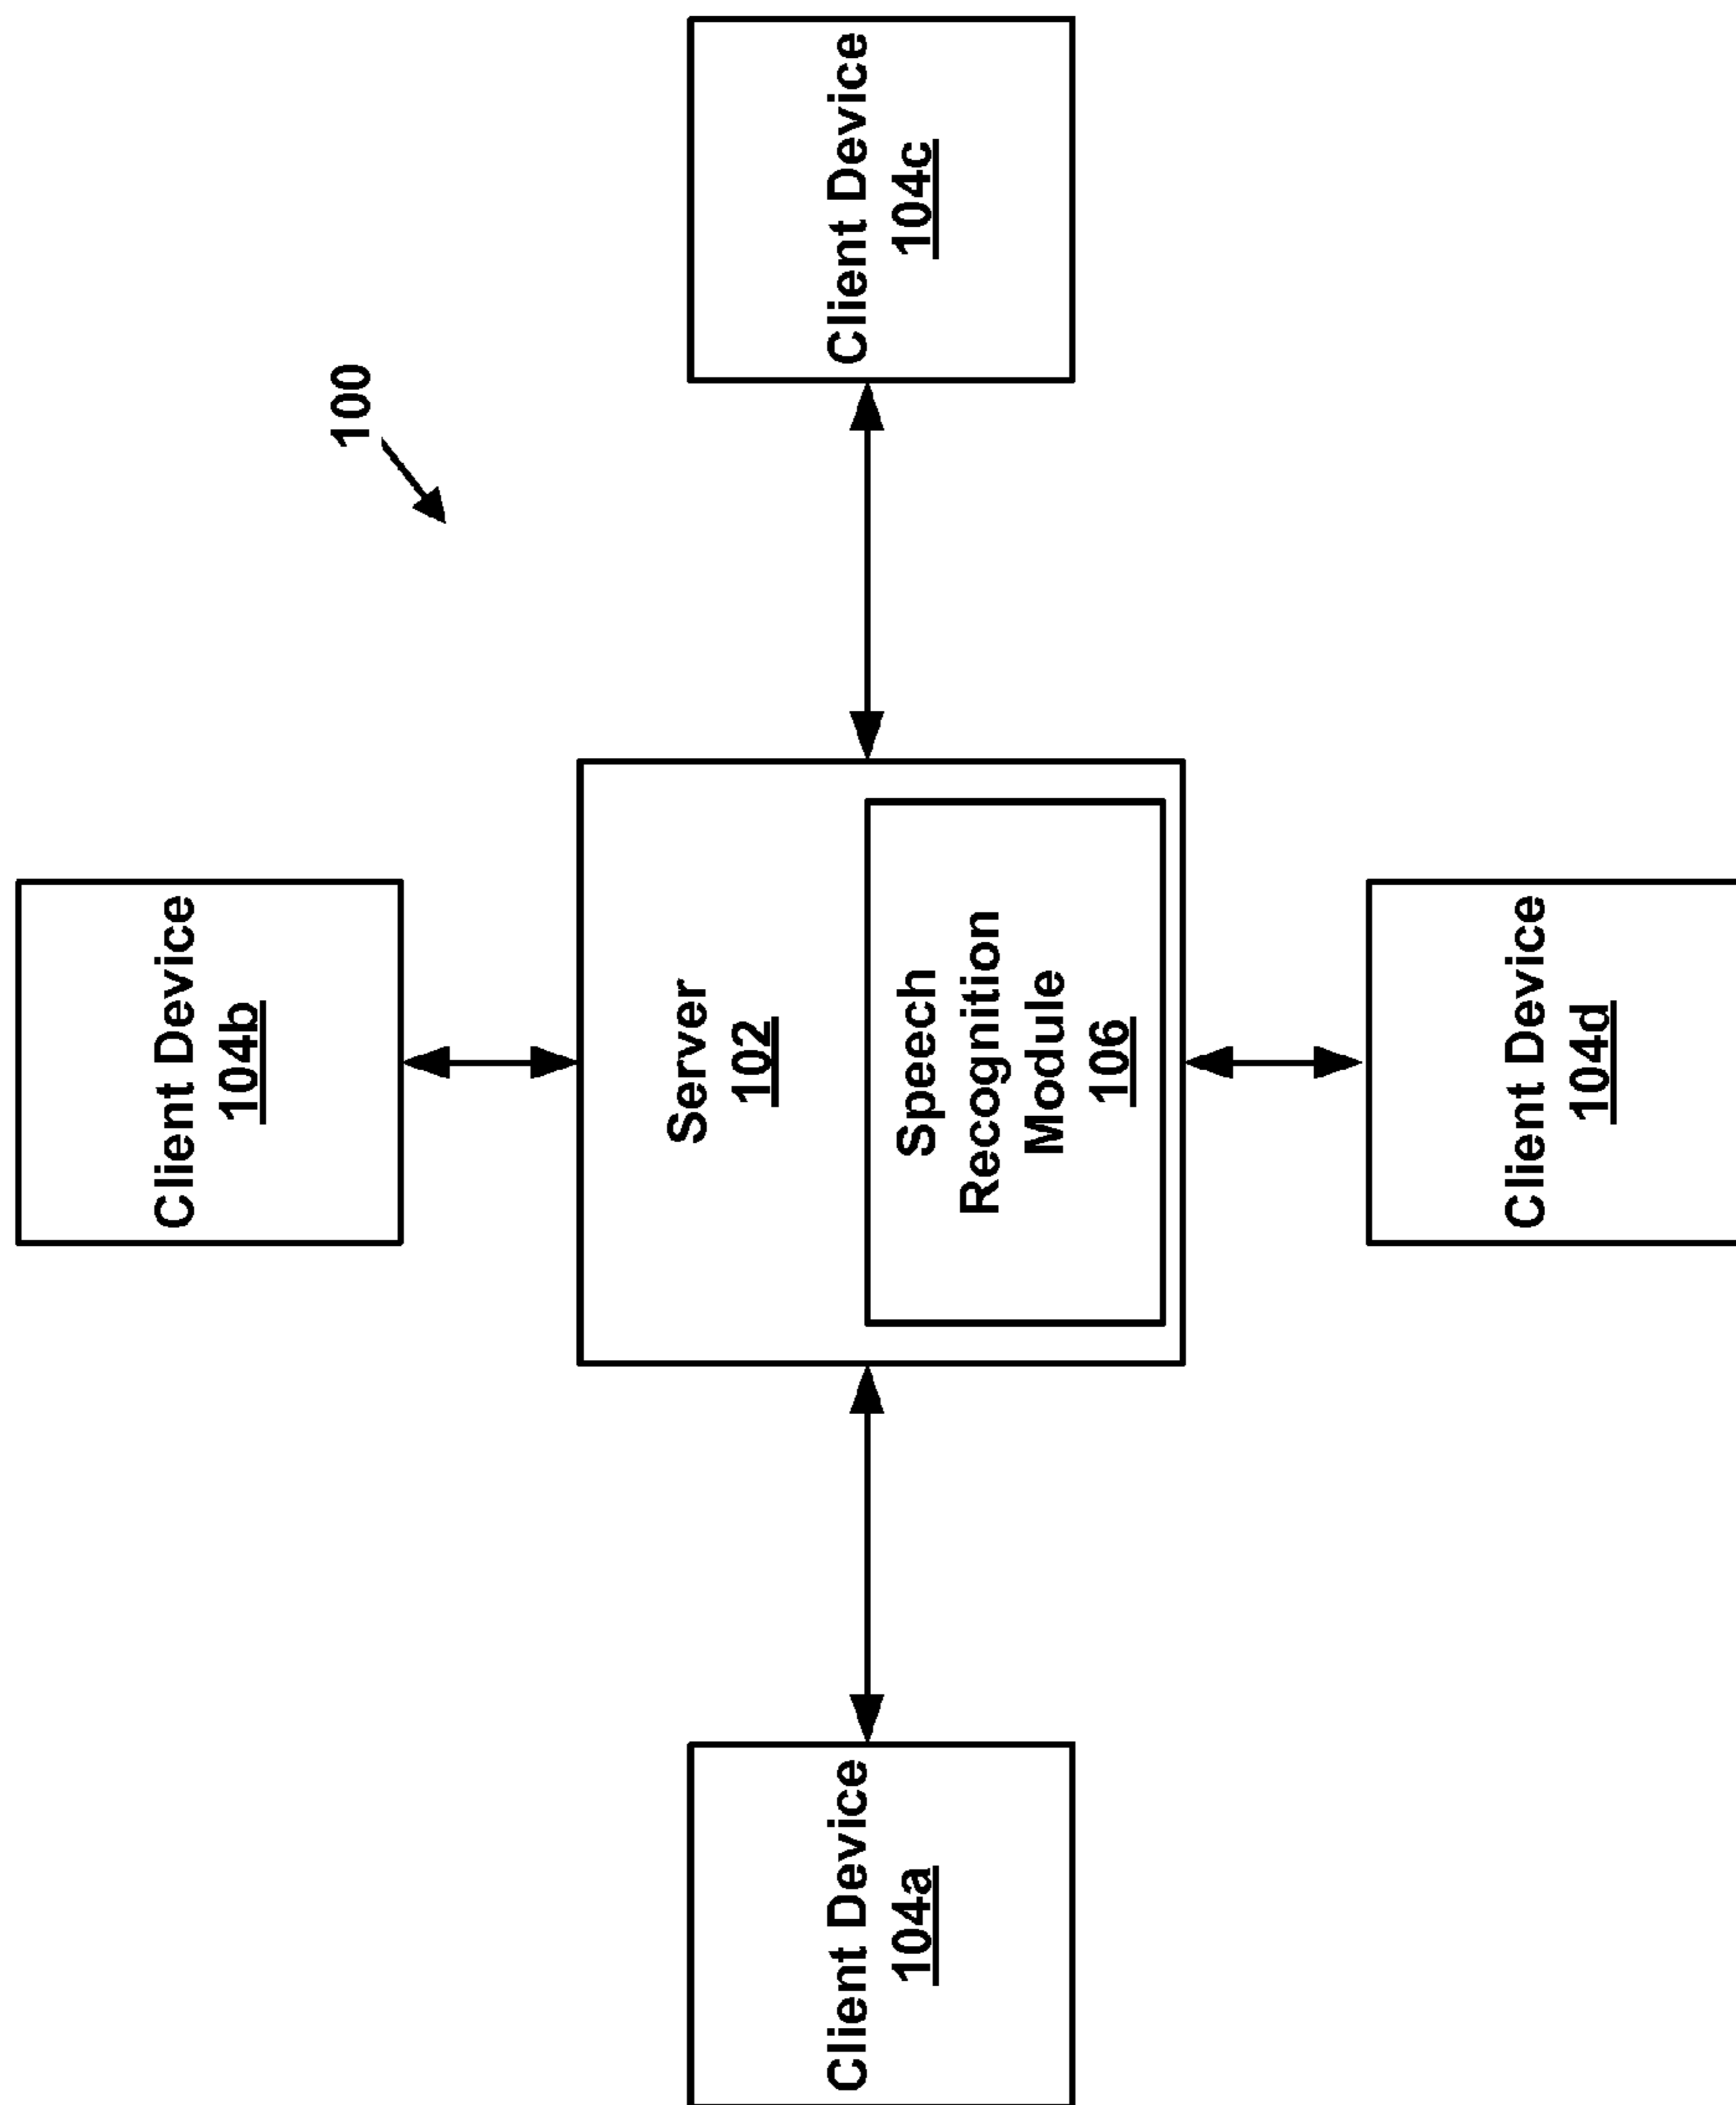 100
Client Device
104b
Client Device
104a
Server
102
Speech
Recognition
Module
106
Client Device
104c
Client Device
104d